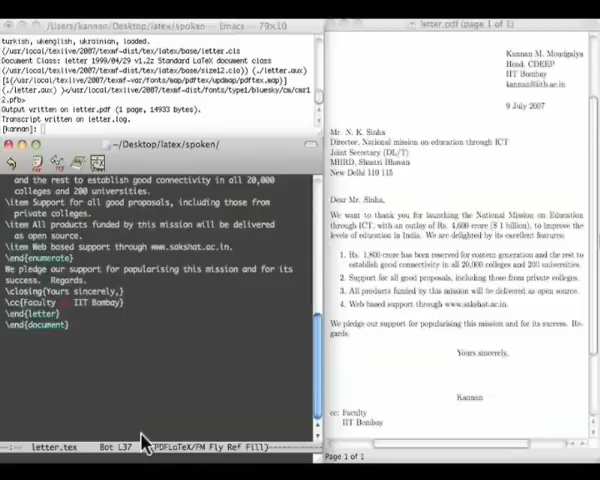 /Users/kannan/Desktop/latex/spoken — Emacs — 79×10
turkish, ukenglish, ukrainian, loaded.
(/usr/local/texlive/2007/texmf-dist/tex/latex/base/letter.cls
Document Class: letter 1999/04/29 v1.2z Standard LaTeX document class
(/usr/local/texlive/2007/texmf-dist/tex/latex/base/size12.clo)) (./letter.aux)
[1{/usr/local/texlive/2007/texmf-var/fonts/map/pdftex/updmap/pdftex.map}]
(./letter.aux) )</usr/local/texlive/2007/texmf-dist/fonts/type1/bluesky/cm/cmr1
2.pfb>
Output written on letter.pdf (1 page, 14933 bytes).
Transcript written on letter.log.
[kannan]:
~/Desktop/latex/spoken/
and the rest to establish good connectivity in all 20,000
colleges and 200 universities.
\item Support for all good proposals, including those from
private colleges.
\item All products funded by this mission will be delivered
as open source.
\item Web based support through www.sakshat.ac.in.
\end{enumerate}
We pledge our support for popularising this mission and for its
success.  Regards.
\closing{Yours sincerely,}
\cc{Faculty \\ IIT Bombay}
\end{letter}
\end{document}
letter.tex Bot L37 (PDFLaTeX/FM Fly Ref Fill)
letter.pdf (page 1 of 1)
Kannan M. Moudgalya
Head, CDEEP
IIT Bombay
kannan@iitb.ac.in
9 July 2007
Mr. N. K. Sinha
Director, National mission on education through ICT
Joint Secretary (DL/T)
MHRD, Shastri Bhavan
New Delhi 110 115
Dear Mr. Sinha,
We want to thank you for launching the National Mission on Education
through ICT, with an outlay of Rs. 4,600 crore [$ 1 billion], to improve the
levels of education in India. We are delighted by its excellent features:
1. Rs. 1,800 crore has been reserved for content generation and the rest to
establish good connectivity in all 20,000 colleges and 200 universities.
2. Support for all good proposals, including those from private colleges.
3. All products funded by this mission will be delivered as open source.
4. Web based support through www.sakshat.ac.in.
We pledge our support for popularising this mission and for its success. Re-
gards.
Yours sincerely,
Kannan
cc: Faculty
IIT Bombay
Page 1 of 1